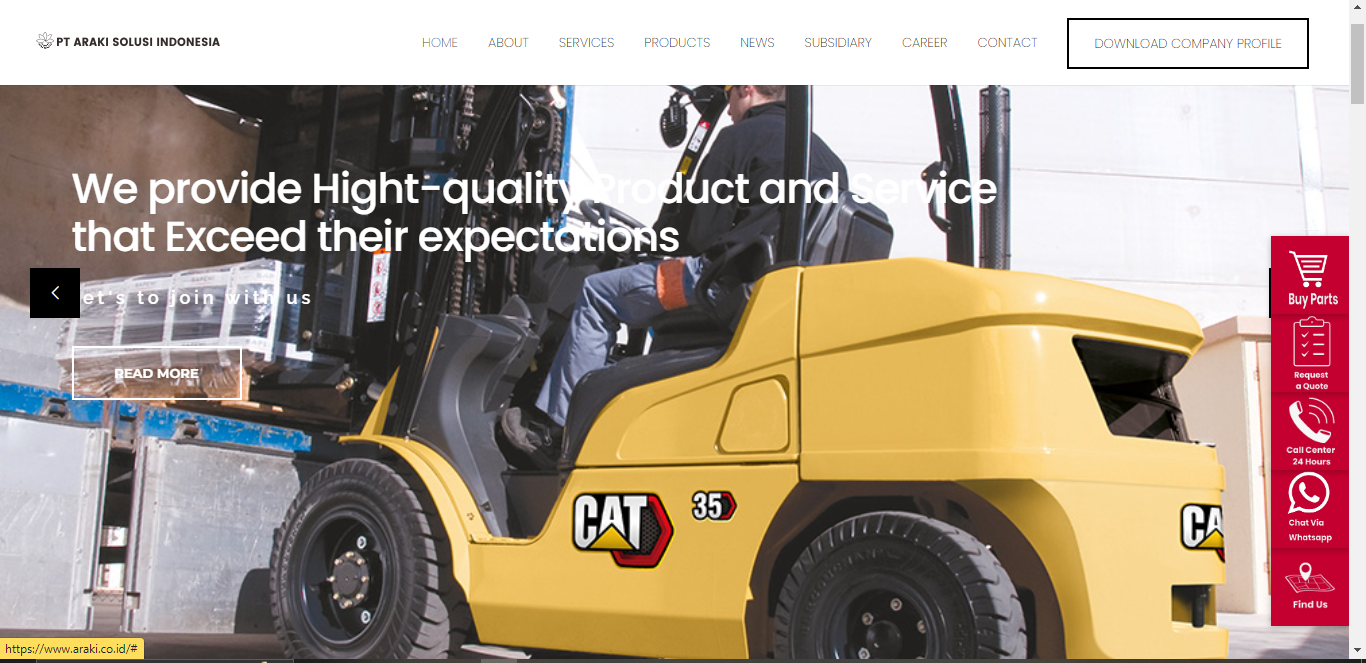 PT ARAKI SOLUSI INDONESIA
HOME ABOUT SERVICES PRODUCTS NEWS SUBSIDIARY CAREER CONTACT DOWNLOAD COMPANY PROFILE
We provide Hight-quality Product and Service
that Exceed their expectations
et's to join with us
READ MORE
Buy Parts
Request
a Quote
Call Center
24 Hours
Chat Via
Whatsapp
Find Us
CAT 35
CA
https://www.araki.co.id/#